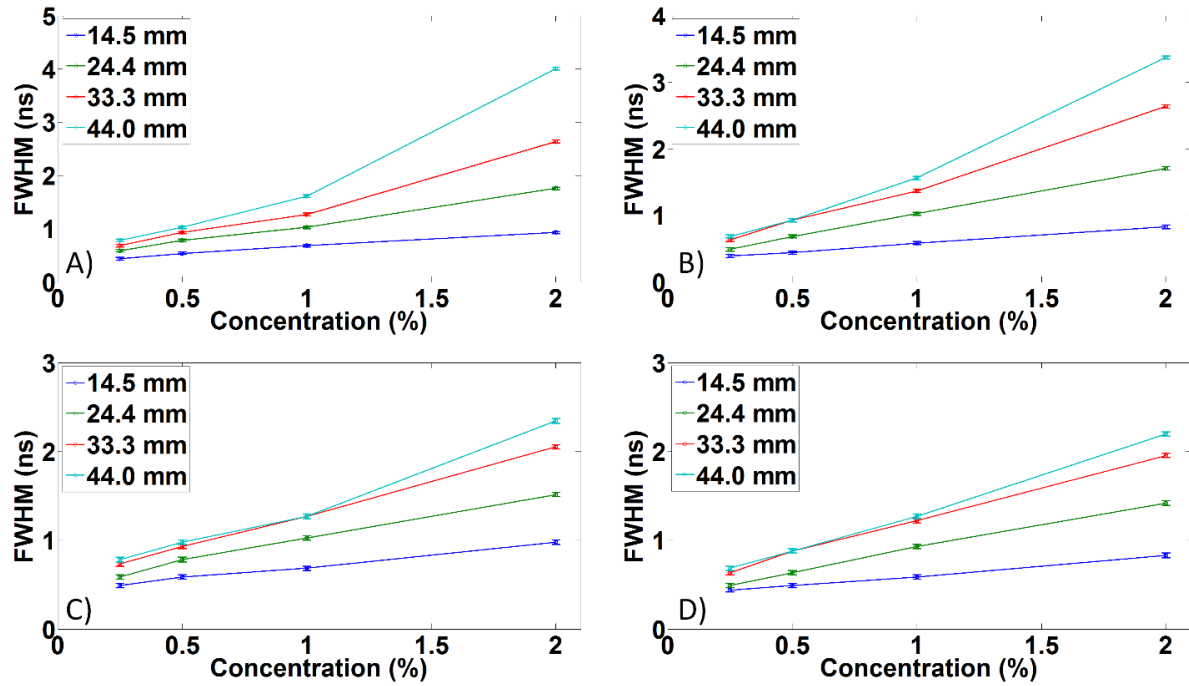 5
4
3
2
1
0
FWHM (ns)
14.5 mm
24.4 mm
33.3 mm
44.0 mm
A)
0 0.5 1 1.5 2
Concentration (%)
4
3
2
1
0
FWHM (ns)
14.5 mm
24.4 mm
33.3 mm
44.0 mm
B)
0 0.5 1 1.5 2
Concentration (%)
3
2
1
0
FWHM (ns)
14.5 mm
24.4 mm
33.3 mm
44.0 mm
C)
0 0.5 1 1.5 2
Concentration (%)
3
2
1
0
FWHM (ns)
14.5 mm
24.4 mm
33.3 mm
44.0 mm
D)
0 0.5 1 1.5 2
Concentration (%)